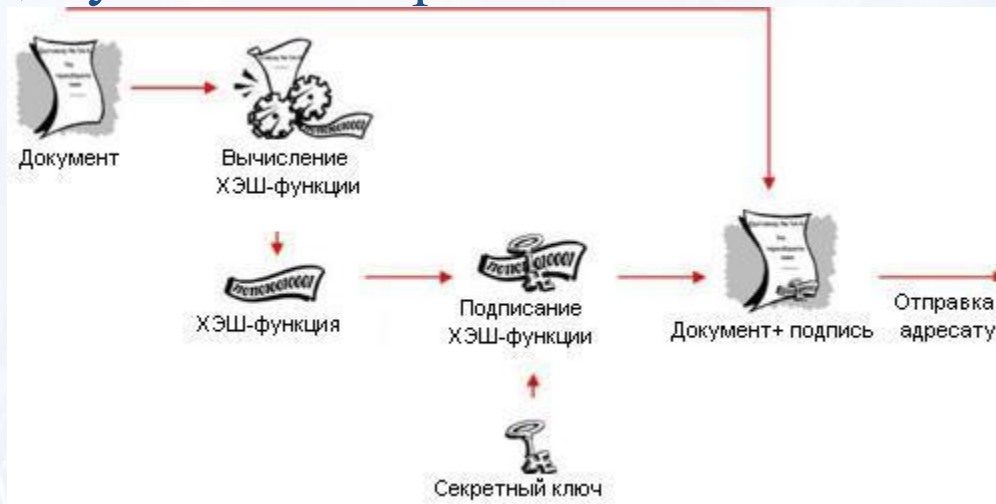 Документ
Вычисление
ХЭШ-функции
ХЭШ-функция
Подписание
ХЭШ-функции
Документ+ подпись
Отправка
адресату
Секретный ключ